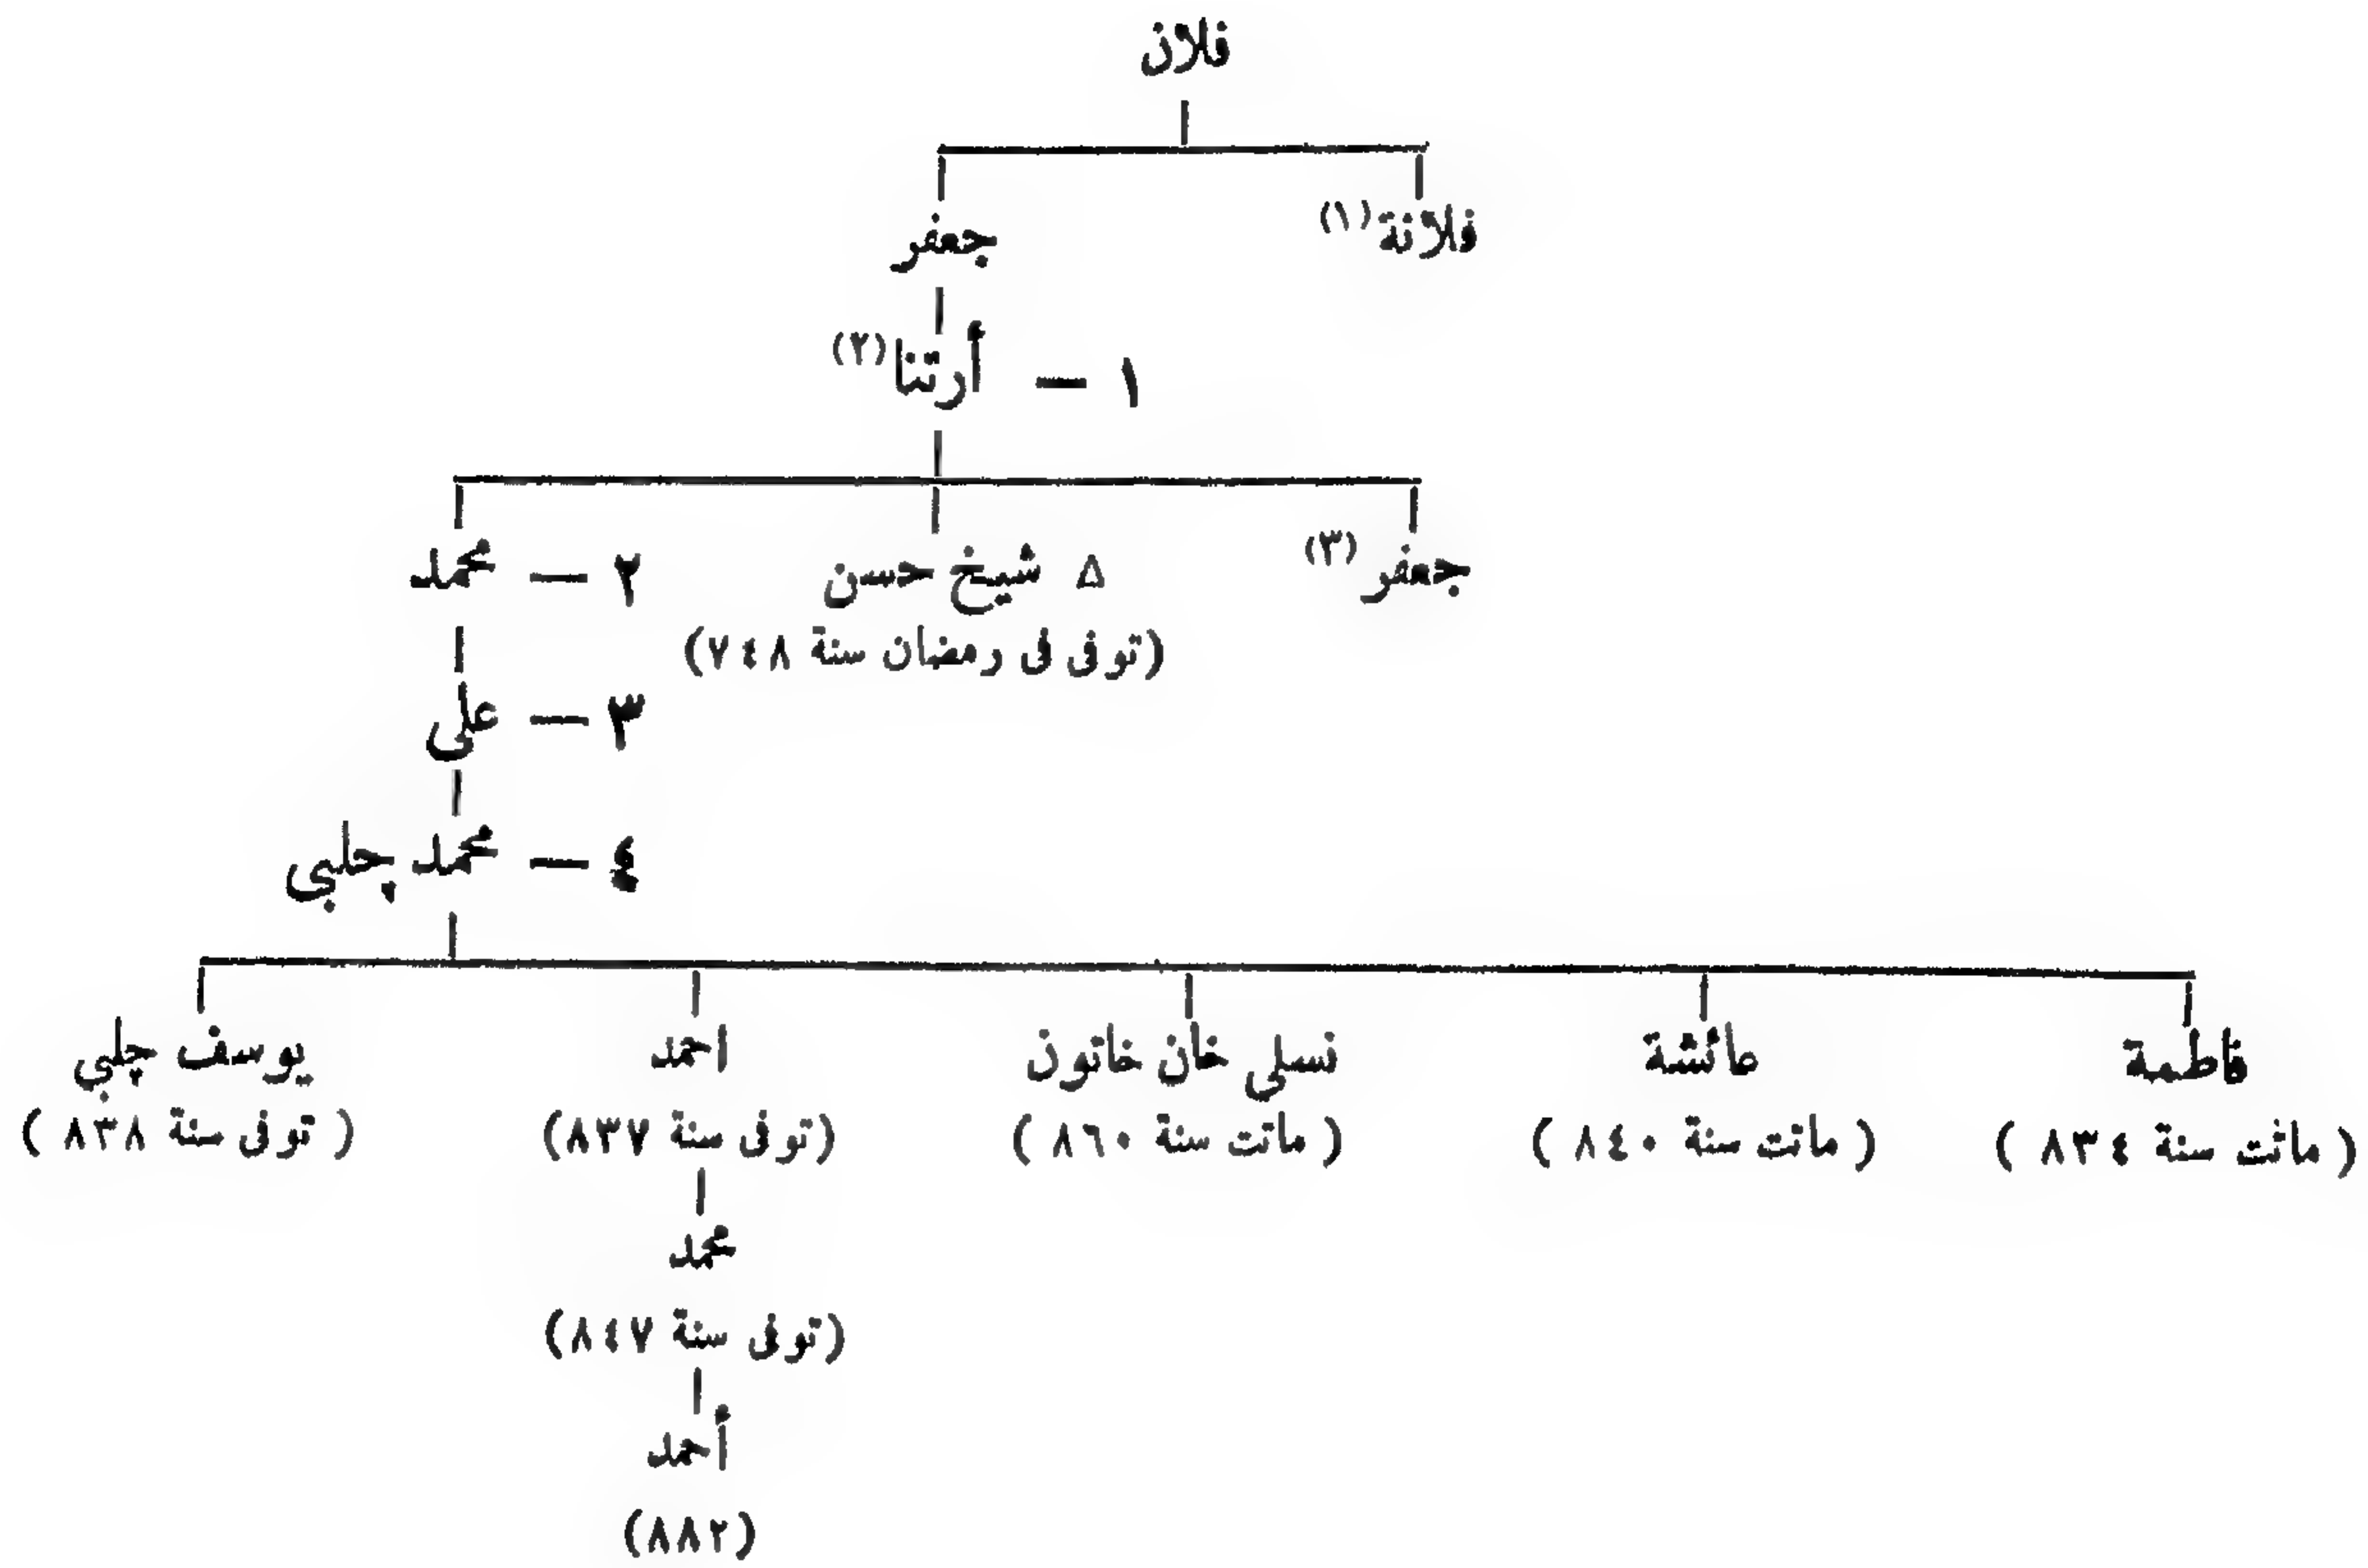 فلان
فلانة (١)
جعفر
١ — أرتنا (٢)
جعفر (٣)
۵ شيخ حسن
(توفى فى رمضان سنة ٧٤٨)
٢ — محمد
٣ — على
٤ — محمد چلبي
فاطمة
(ماتت سنة ٨٣٤)
عائشة
(ماتت سنة ٨٤٠)
نسلى خان خاتون
(ماتت سنة ٨٦٠)
احمد
(توفى سنة ٨٣٧)
يوسف چلبي
(توفى سنة ٨٣٨)
محمد
(توفى سنة ٨٤٧)
أحمد
(٨٨٢)